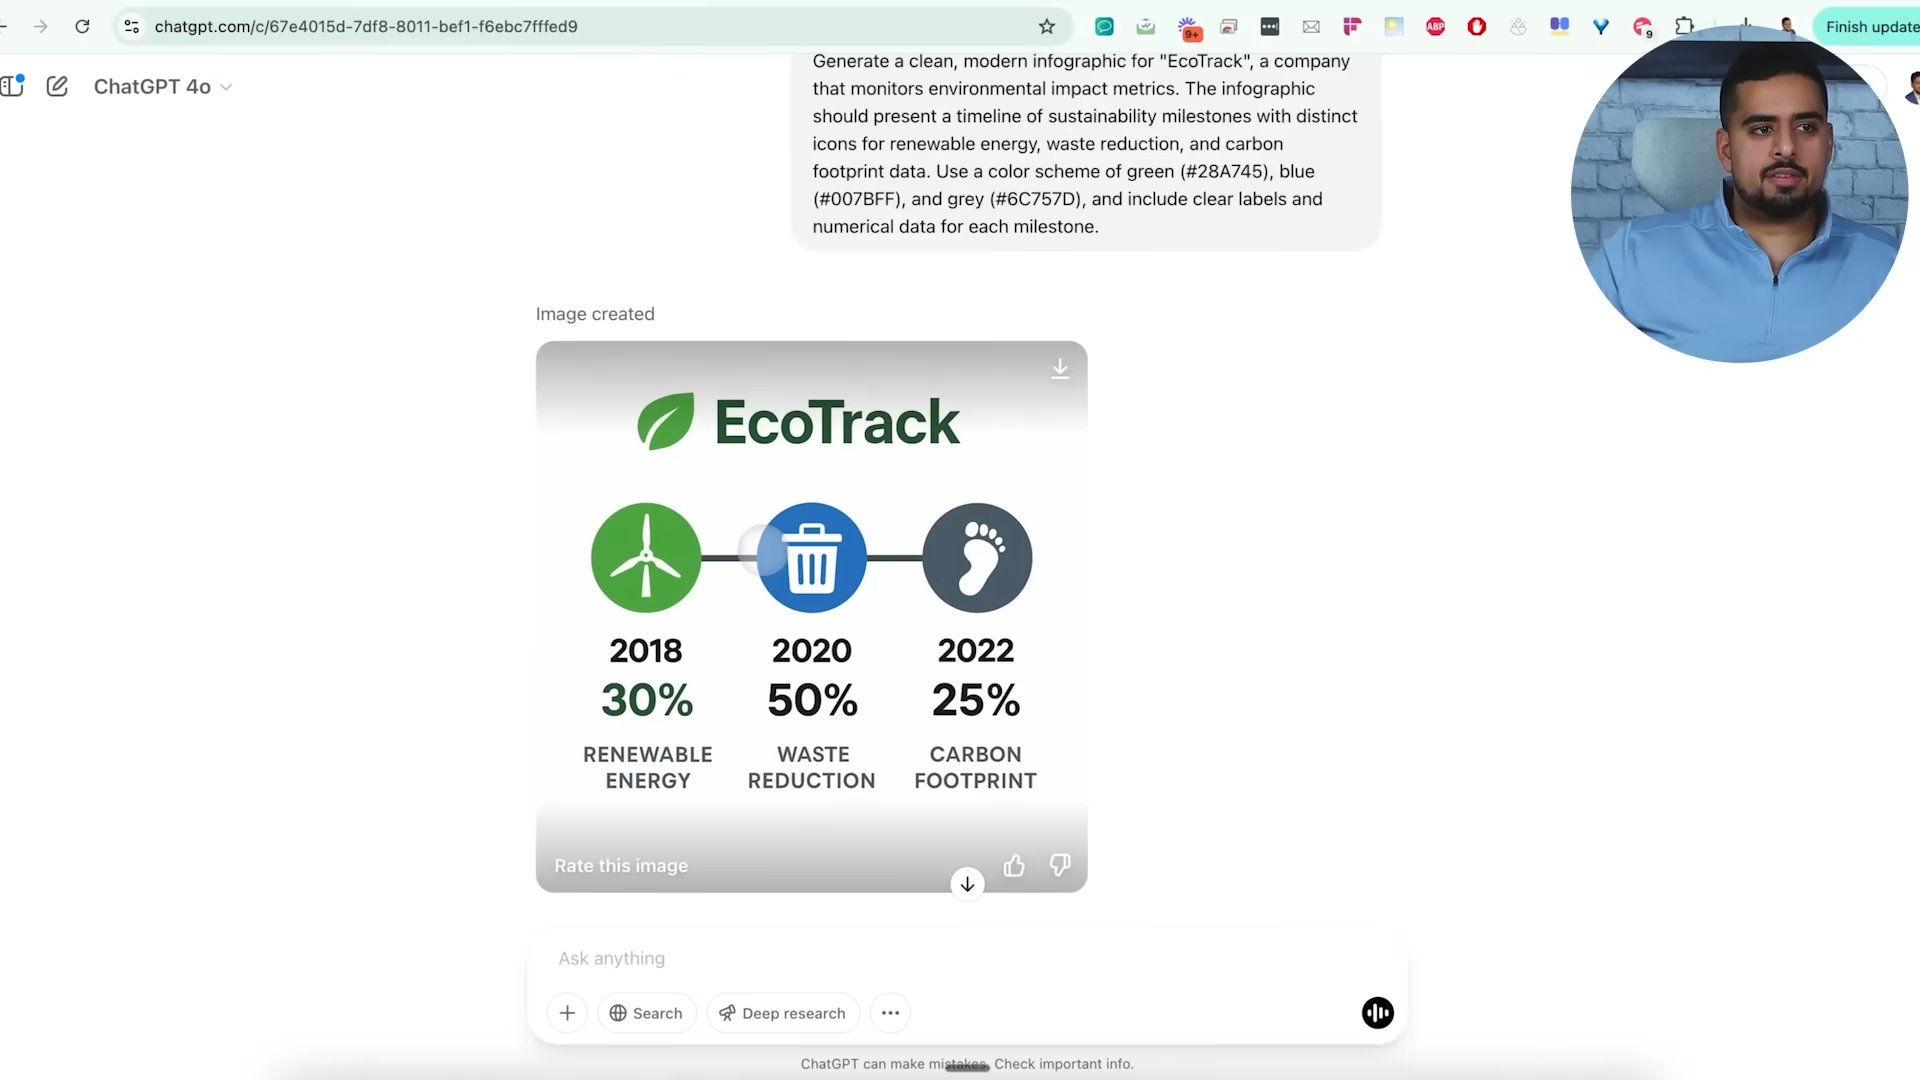 chatgpt.com/c/67e4015d-7df8-8011-bef1-f6ebc7fffed9
9+
ABP
9
Finish update
ChatGPT 4o
Generate a clean, modern infographic for "EcoTrack", a company
that monitors environmental impact metrics. The infographic
should present a timeline of sustainability milestones with distinct
icons for renewable energy, waste reduction, and carbon
footprint data. Use a color scheme of green (#28A745), blue
(#007BFF), and grey (#6C757D), and include clear labels and
numerical data for each milestone.
Image created
EcoTrack
2018 2020 2022
30% 50% 25%
RENEWABLE WASTE CARBON
ENERGY REDUCTION FOOTPRINT
Rate this image
Ask anything
Search Deep research
ChatGPT can make mistakes. Check important info.